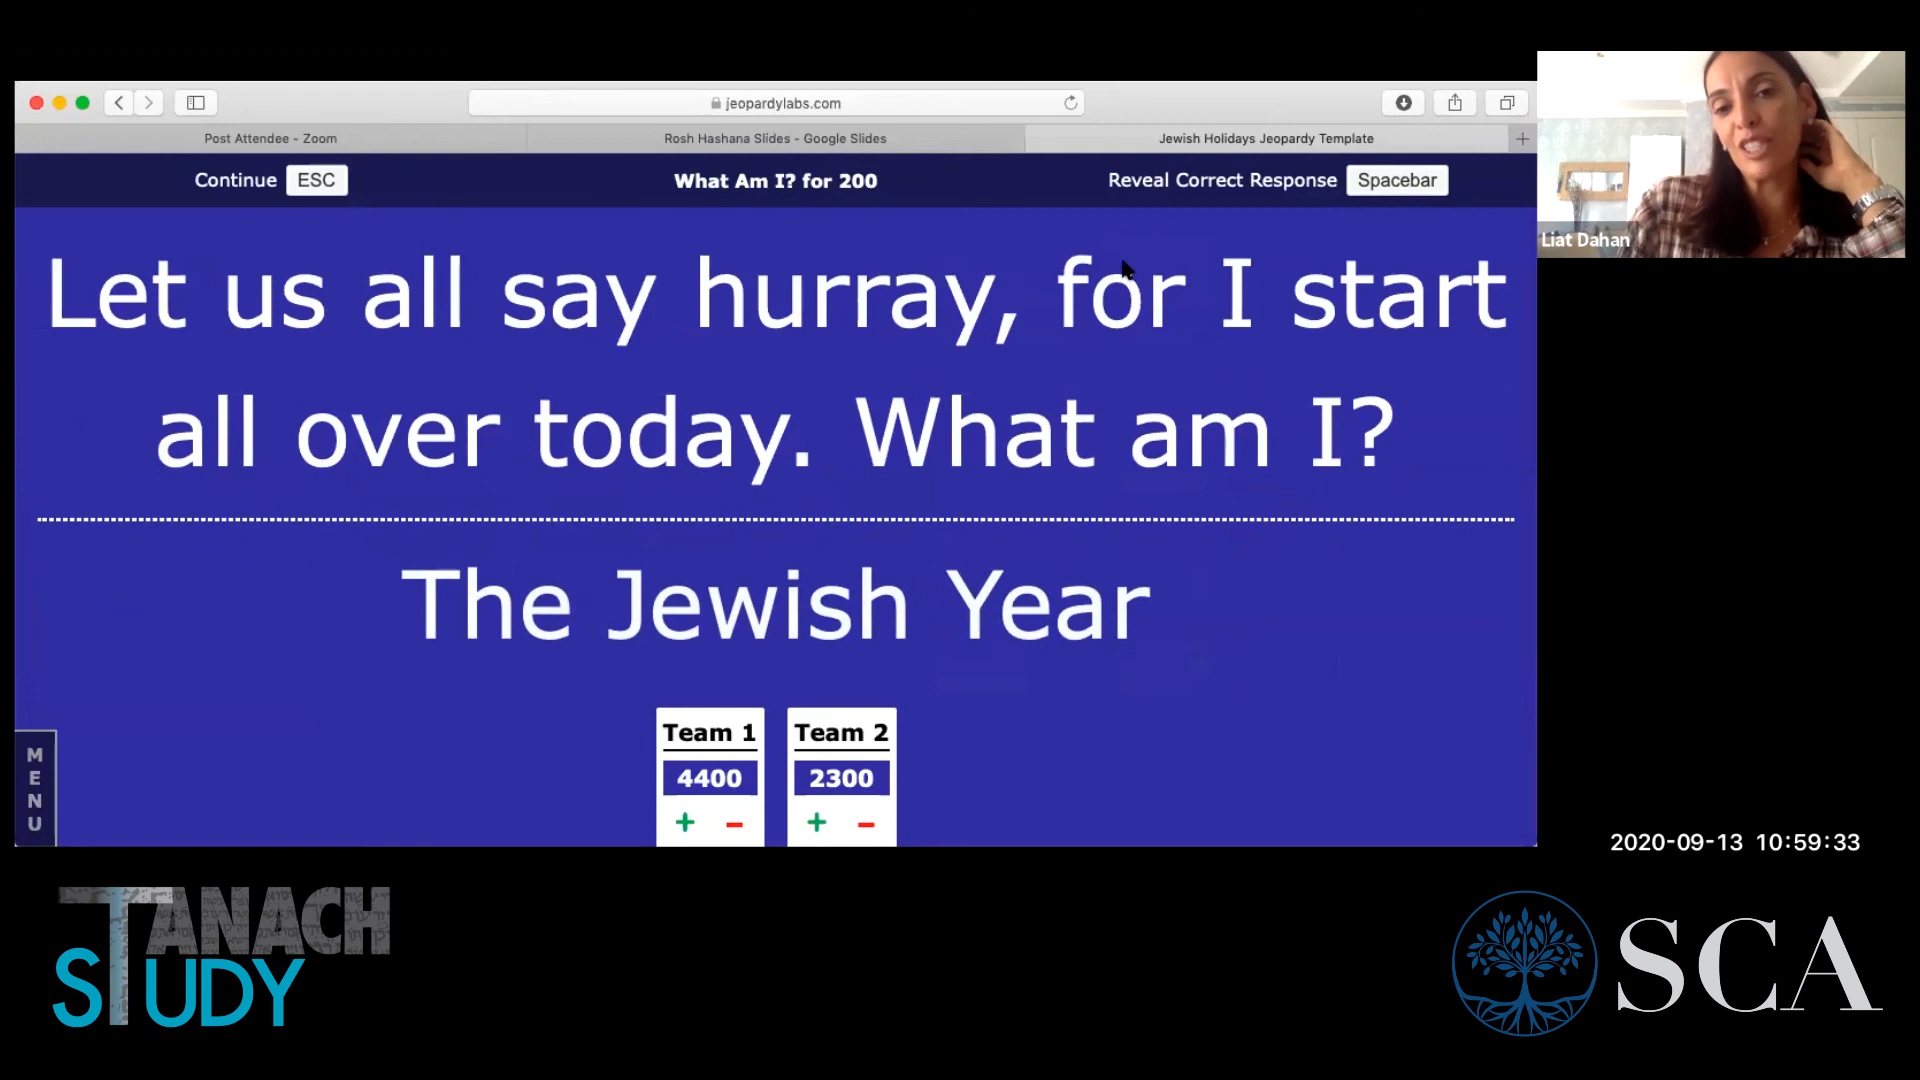 jeopardylabs.com
Post Attendee - Zoom
Rosh Hashana Slides - Google Slides
Jewish Holidays Jeopardy Template
Continue ESC
What Am I? for 200
Reveal Correct Response Spacebar
Let us all say hurray, for I start
all over today. What am I?
The Jewish Year
MENU
Team 1
4400
+ −
Team 2
2300
+ −
Liat Dahan
2020-09-13 10:59:33
TANACH
STUDY
SCA